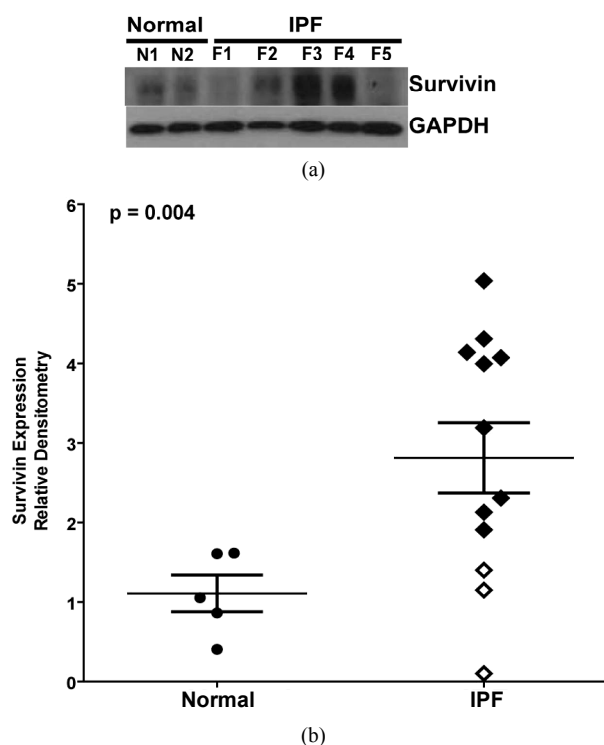 Normal IPF
N1 N2 F1 F2 F3 F4 F5
Survivin
GAPDH
(a)
p = 0.004
6
5
4
3
2
1
0
Survivin Expression
Relative Densitometry
Normal IPF
(b)